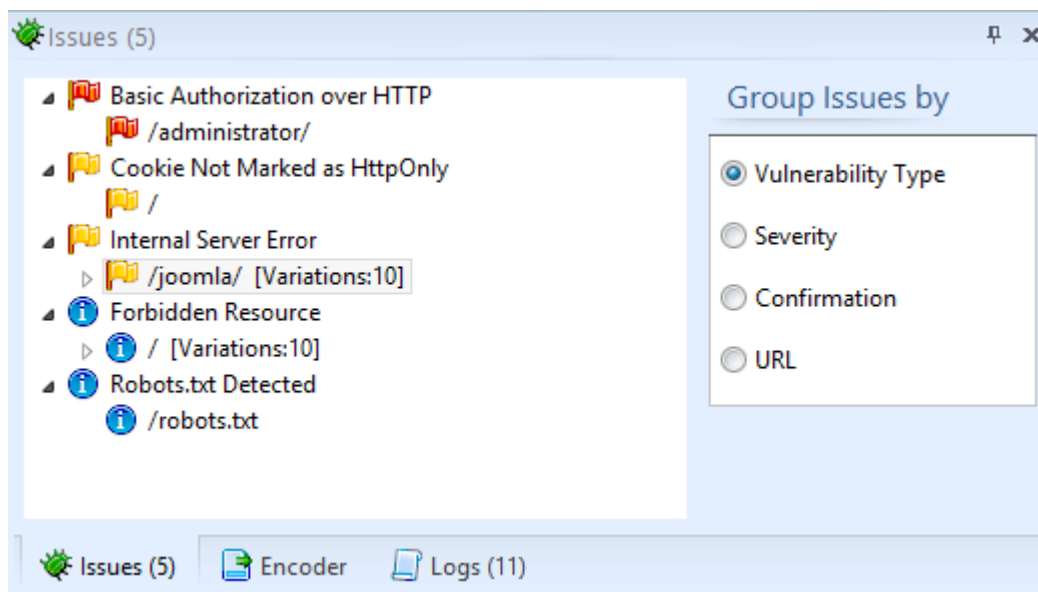 Issues (5)
Basic Authorization over HTTP
/administrator/
Cookie Not Marked as HttpOnly
/
Internal Server Error
/joomla/ [Variations:10]
Forbidden Resource
/ [Variations:10]
Robots.txt Detected
/robots.txt
Group Issues by
Vulnerability Type
Severity
Confirmation
URL
Issues (5)
Encoder
Logs (11)